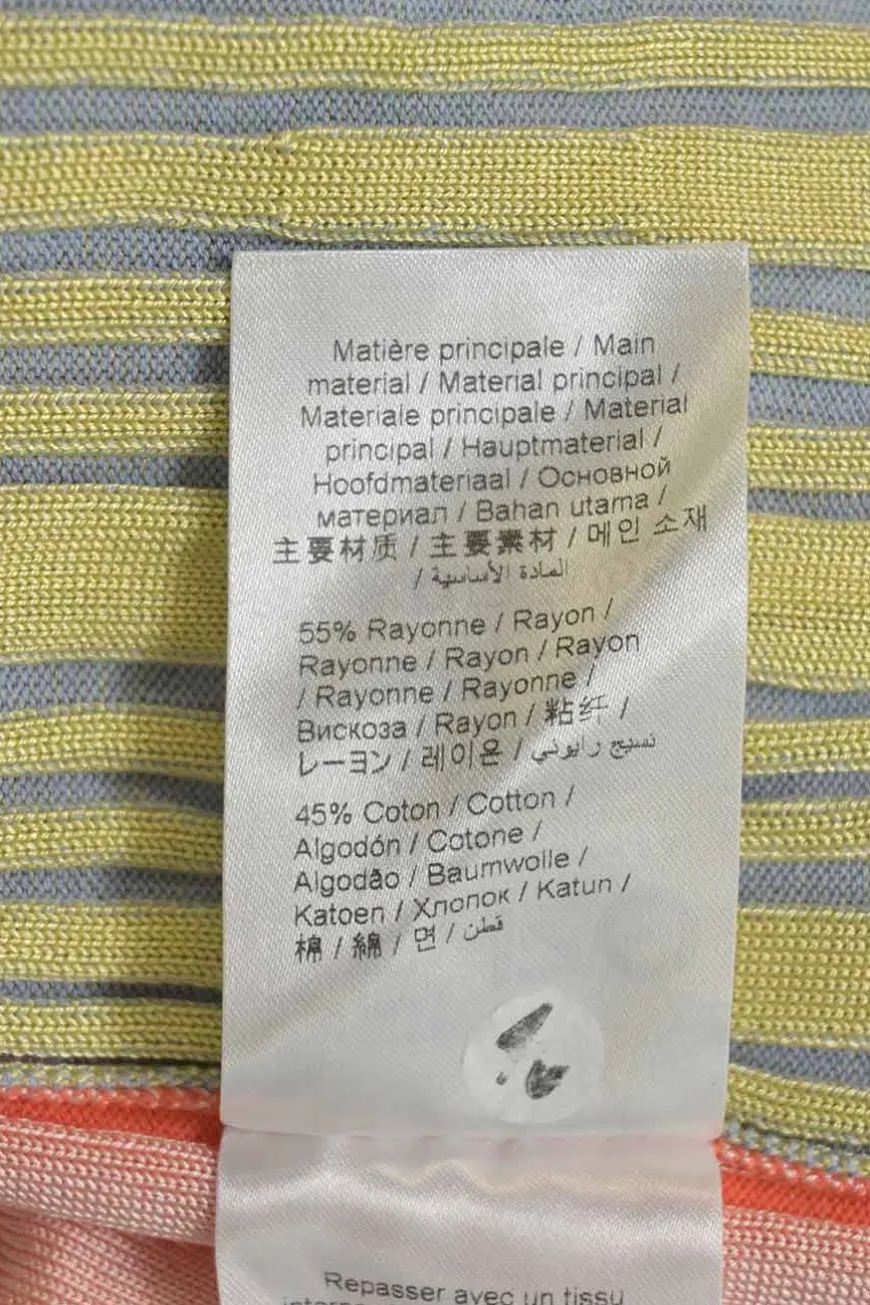 Matière principale / Main
material / Material principal /
Materiale principale / Material
principal / Hauptmaterial /
Hoofdmateriaal / Основной
материал / Bahan utama /
主要材质 / 主要素材 / 메인 소재
/ المادة الأساسية
55% Rayonne / Rayon /
Rayonne / Rayon / Rayon
/ Rayonne / Rayonne /
Вискоза / Rayon / 粘纤 /
レーヨン / 레이온 / نسيج رايوني
45% Coton / Cotton /
Algodón / Cotone /
Algodão / Baumwolle /
Katoen / Хлопок / Katun /
棉 / 綿 / 면 / قطن
Repasser avec un tissu